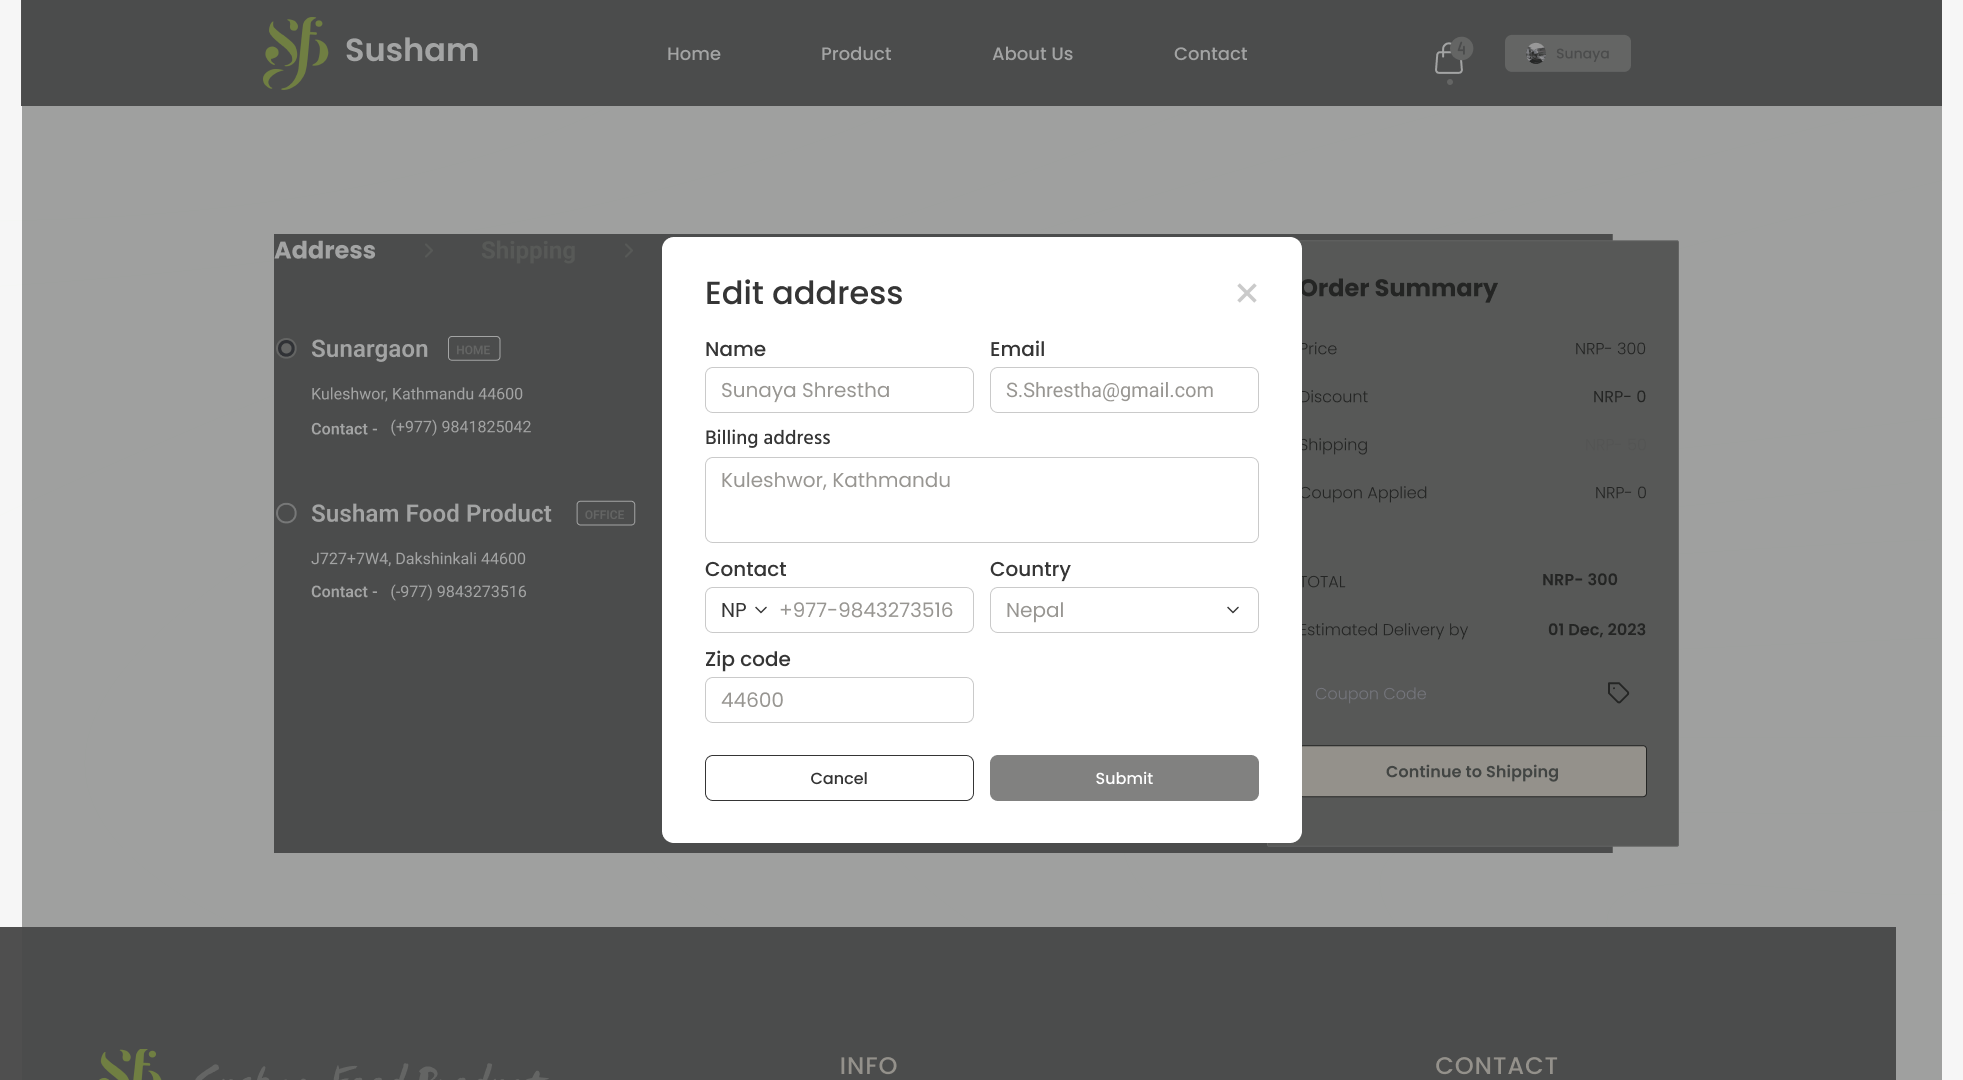 Susham
Home
Product
About Us
Contact
4
Sunaya
Address
Shipping
Sunargaon
HOME
Kuleshwor, Kathmandu 44600
Contact - (+977) 9841825042
Susham Food Product
OFFICE
J727+7W4, Dakshinkali 44600
Contact - (-977) 9843273516
Edit address
Name
Email
Sunaya Shrestha
S.Shrestha@gmail.com
Billing address
Kuleshwor, Kathmandu
Contact
Country
NP
+977-9843273516
Nepal
Zip code
44600
Cancel
Submit
Order Summary
Price
NRP- 300
Discount
NRP- 0
Shipping
Coupon Applied
NRP- 0
TOTAL
NRP- 300
Estimated Delivery by
01 Dec, 2023
Coupon Code
Continue to Shipping
Susham Food Product
INFO
CONTACT